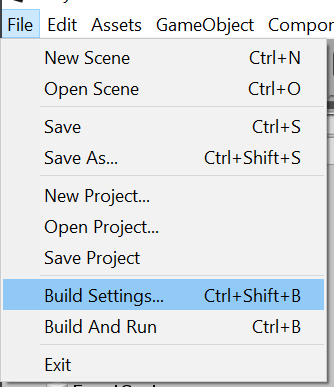 File Edit Assets GameObject Compor
New Scene Ctrl+N
Open Scene Ctrl+O
Save Ctrl+S
Save As... Ctrl+Shift+S
New Project...
Open Project...
Save Project
Build Settings... Ctrl+Shift+B
Build And Run Ctrl+B
Exit